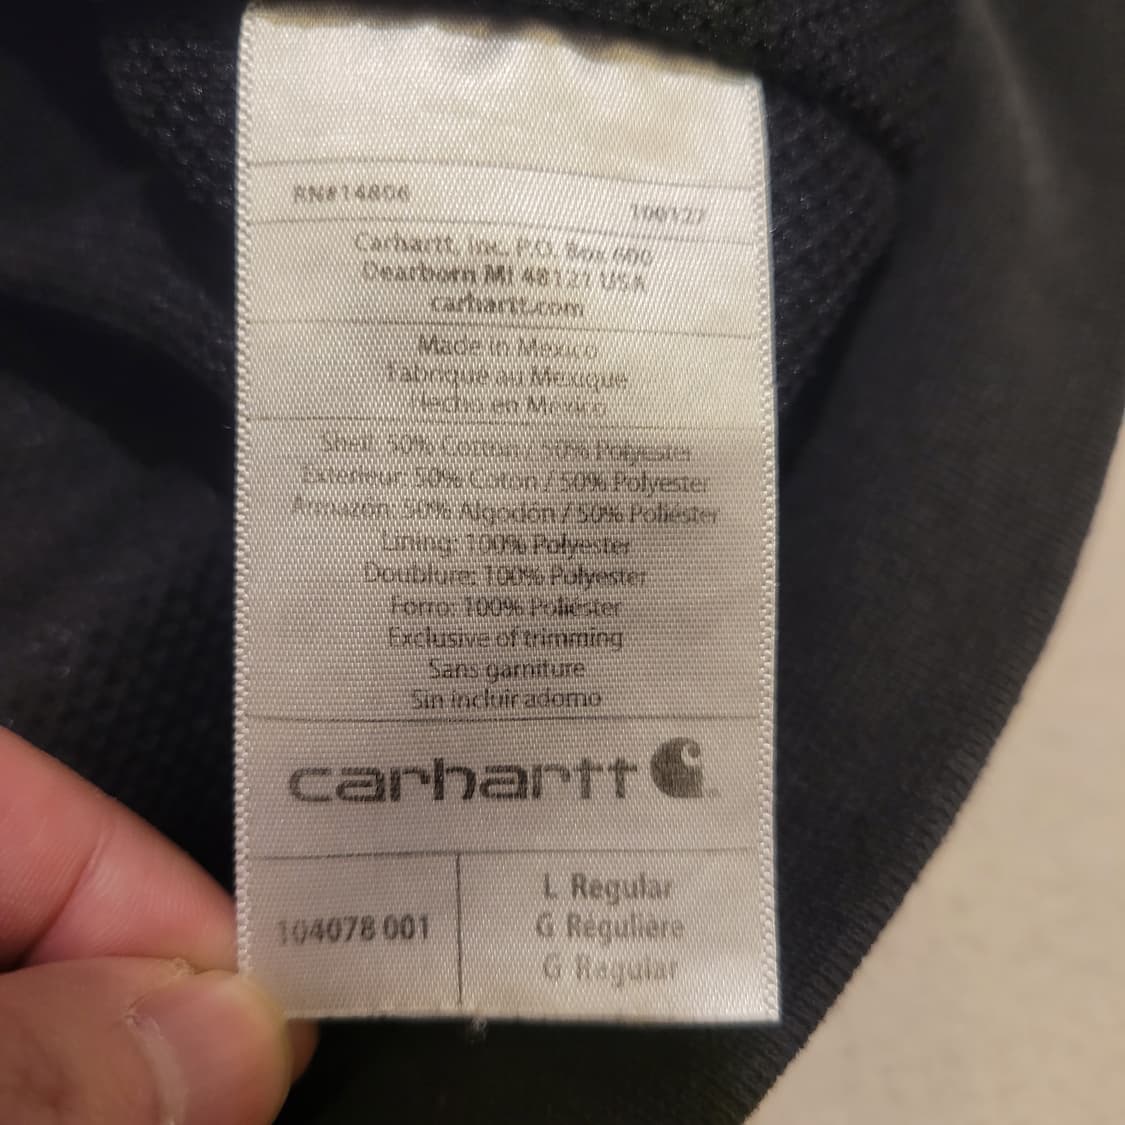 RN#14806
100127
Carhartt, Inc. P.O. Box 600
Dearborn MI 48121 USA
carhartt.com
Made in Mexico
Fabriqué au Mexique
Hecho en México
Shell: 50% Cotton / 50% Polyester
Extérieur: 50% Coton / 50% Polyester
Armazón: 50% Algodón / 50% Poliéster
Lining: 100% Polyester
Doublure: 100% Polyester
Forro: 100% Poliéster
Exclusive of trimming
Sans garniture
Sin incluir adorno
carhartt
104078 001
L Regular
G Régulière
G Regular